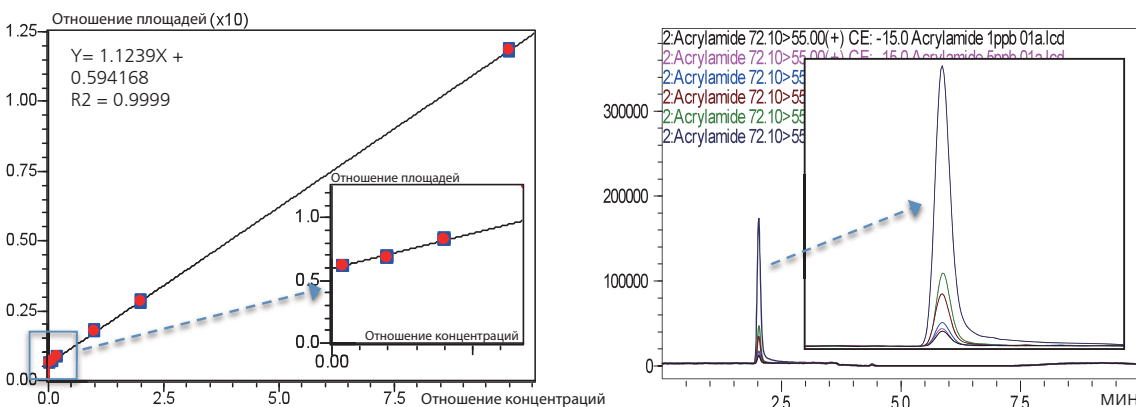 Отношение площадей (x10)
1.25
Y= 1.1239X +
0.594168
R2 = 0.9999
1.00
0.75
0.50
0.25
0.00
0.0
2.5
5.0
7.5
Отношение концентраций
Отношение площадей
1.0
0.5
0.0
0.00
Отношение концентраций
2:Acrylamide 72.10>55.00(+) CE: -15.0 Acrylamide 1ppb 01a.lcd
2:Acrylamide 72.10>55.00(+) CE: -15.0 Acrylamide 5ppb 01a.lcd
2:Acrylamide 72.10>55
2:Acrylamide 72.10>55
2:Acrylamide 72.10>55
2:Acrylamide 72.10>55
300000
200000
100000
0
2.5
5.0
7.5
мин